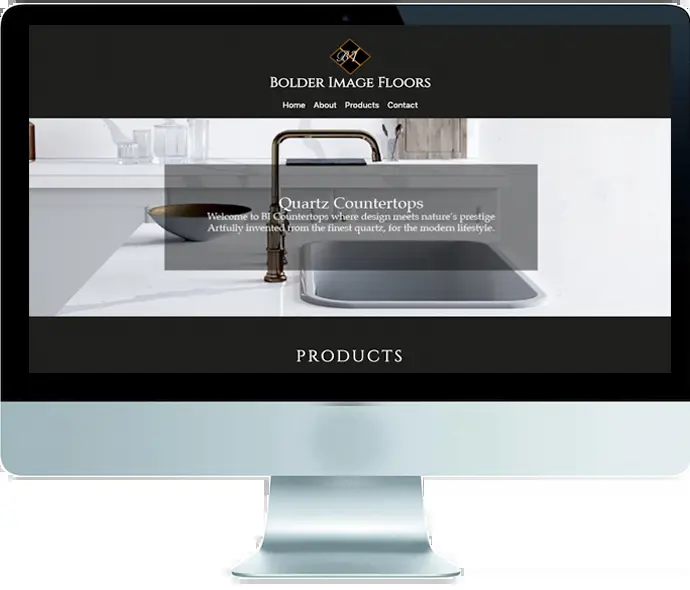 BI
BOLDER IMAGE FLOORS
Home About Products Contact
Quartz Countertops
Welcome to BI Countertops where design meets nature's prestige
Artfully invented from the finest quartz, for the modern lifestyle.
PRODUCTS